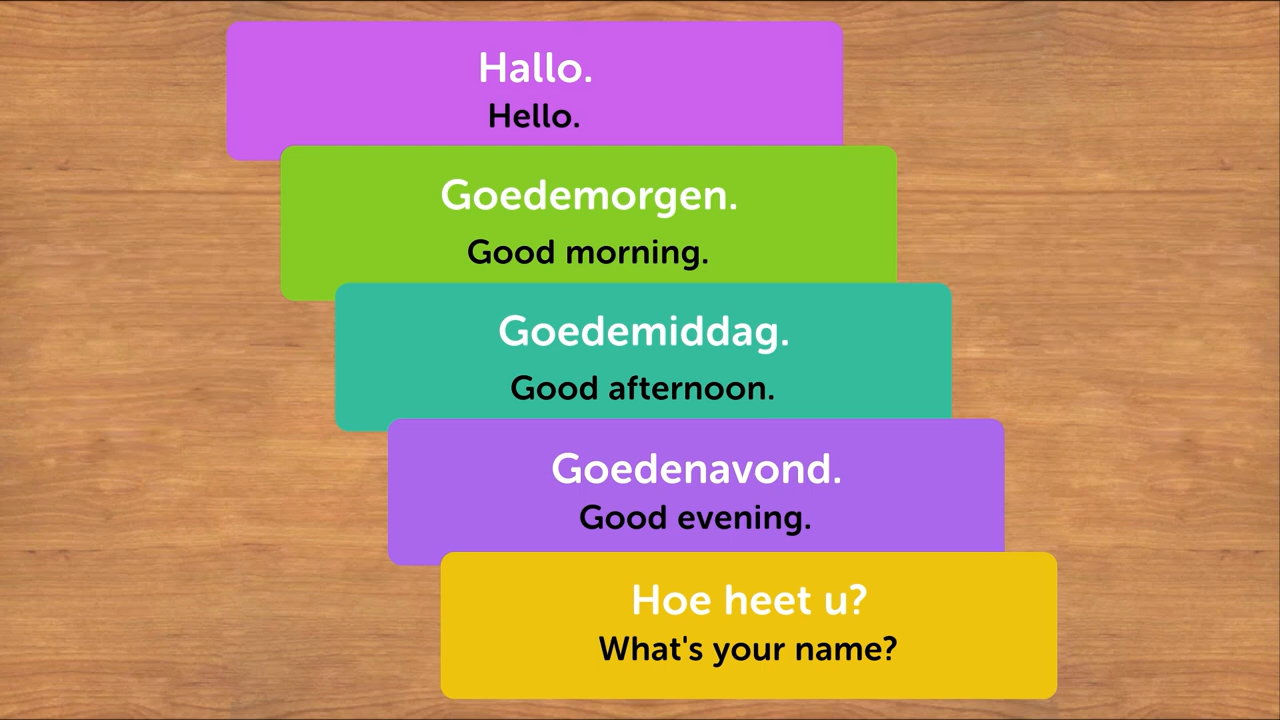 Hallo.
Hello.
Goedemorgen.
Good morning.
Goedemiddag.
Good afternoon.
Goedenavond.
Good evening.
Hoe heet u?
What's your name?